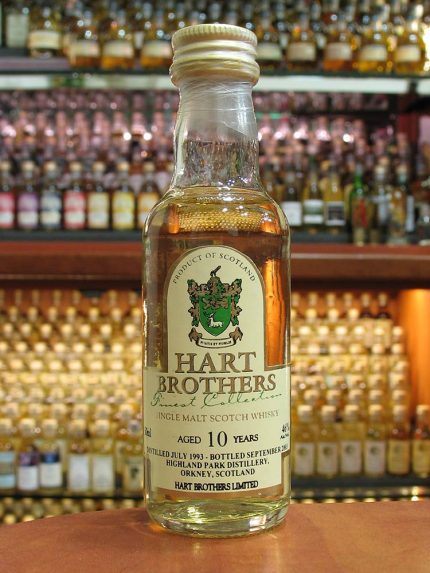 PRODUCT OF SCOTLAND
HART
BROTHERS
Finest Collection
SINGLE MALT SCOTCH WHISKY
46%
AGED 10 YEARS
DISTILLED JULY 1993 - BOTTLED SEPTEMBER
HIGHLAND PARK DISTILLERY,
ORKNEY, SCOTLAND
HART BROTHERS LIMITED